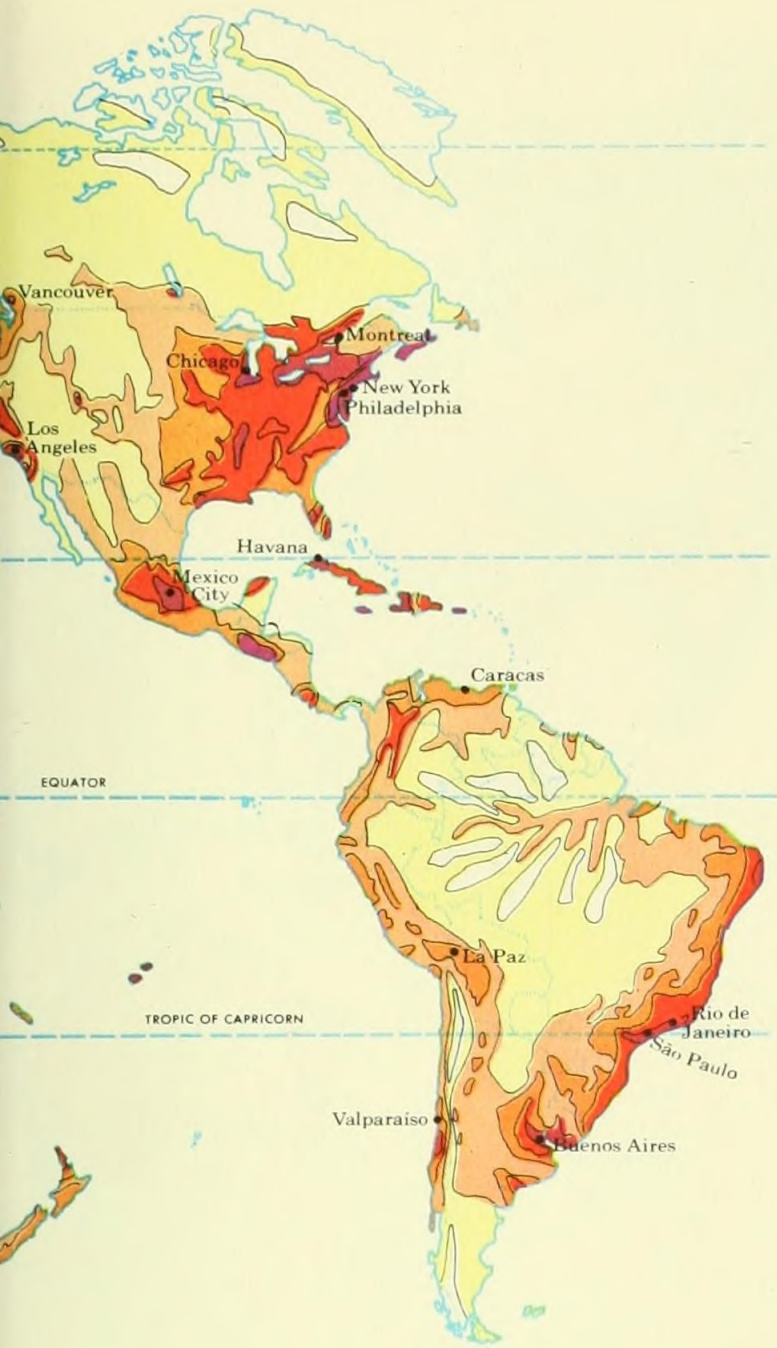 Vancouver
Montreal
Chicago
New York
Philadelphia
Los
Angeles
Havana
Mexico
City
Caracas
EQUATOR
La Paz
TROPIC OF CAPRICORN
Rio de
Janeiro
São Paulo
Valparaíso
Buenos Aires